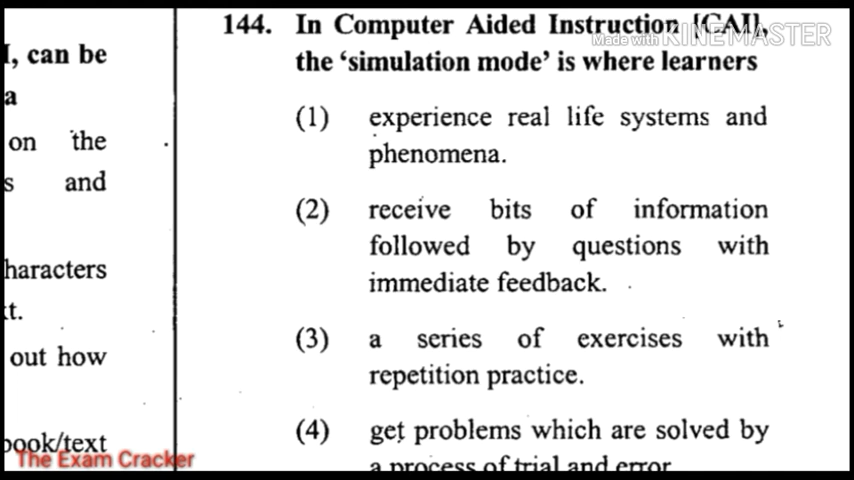 I, can be
a
on the
s and
haracters
t.
out how
book/text
144. In Computer Aided Instruction [CAI],
the ‘simulation mode’ is where learners
(1) experience real life systems and
phenomena.
(2) receive bits of information
followed by questions with
immediate feedback.
(3) a series of exercises with
repetition practice.
(4) get problems which are solved by
a process of trial and error
Made with KINEMASTER
The Exam Cracker